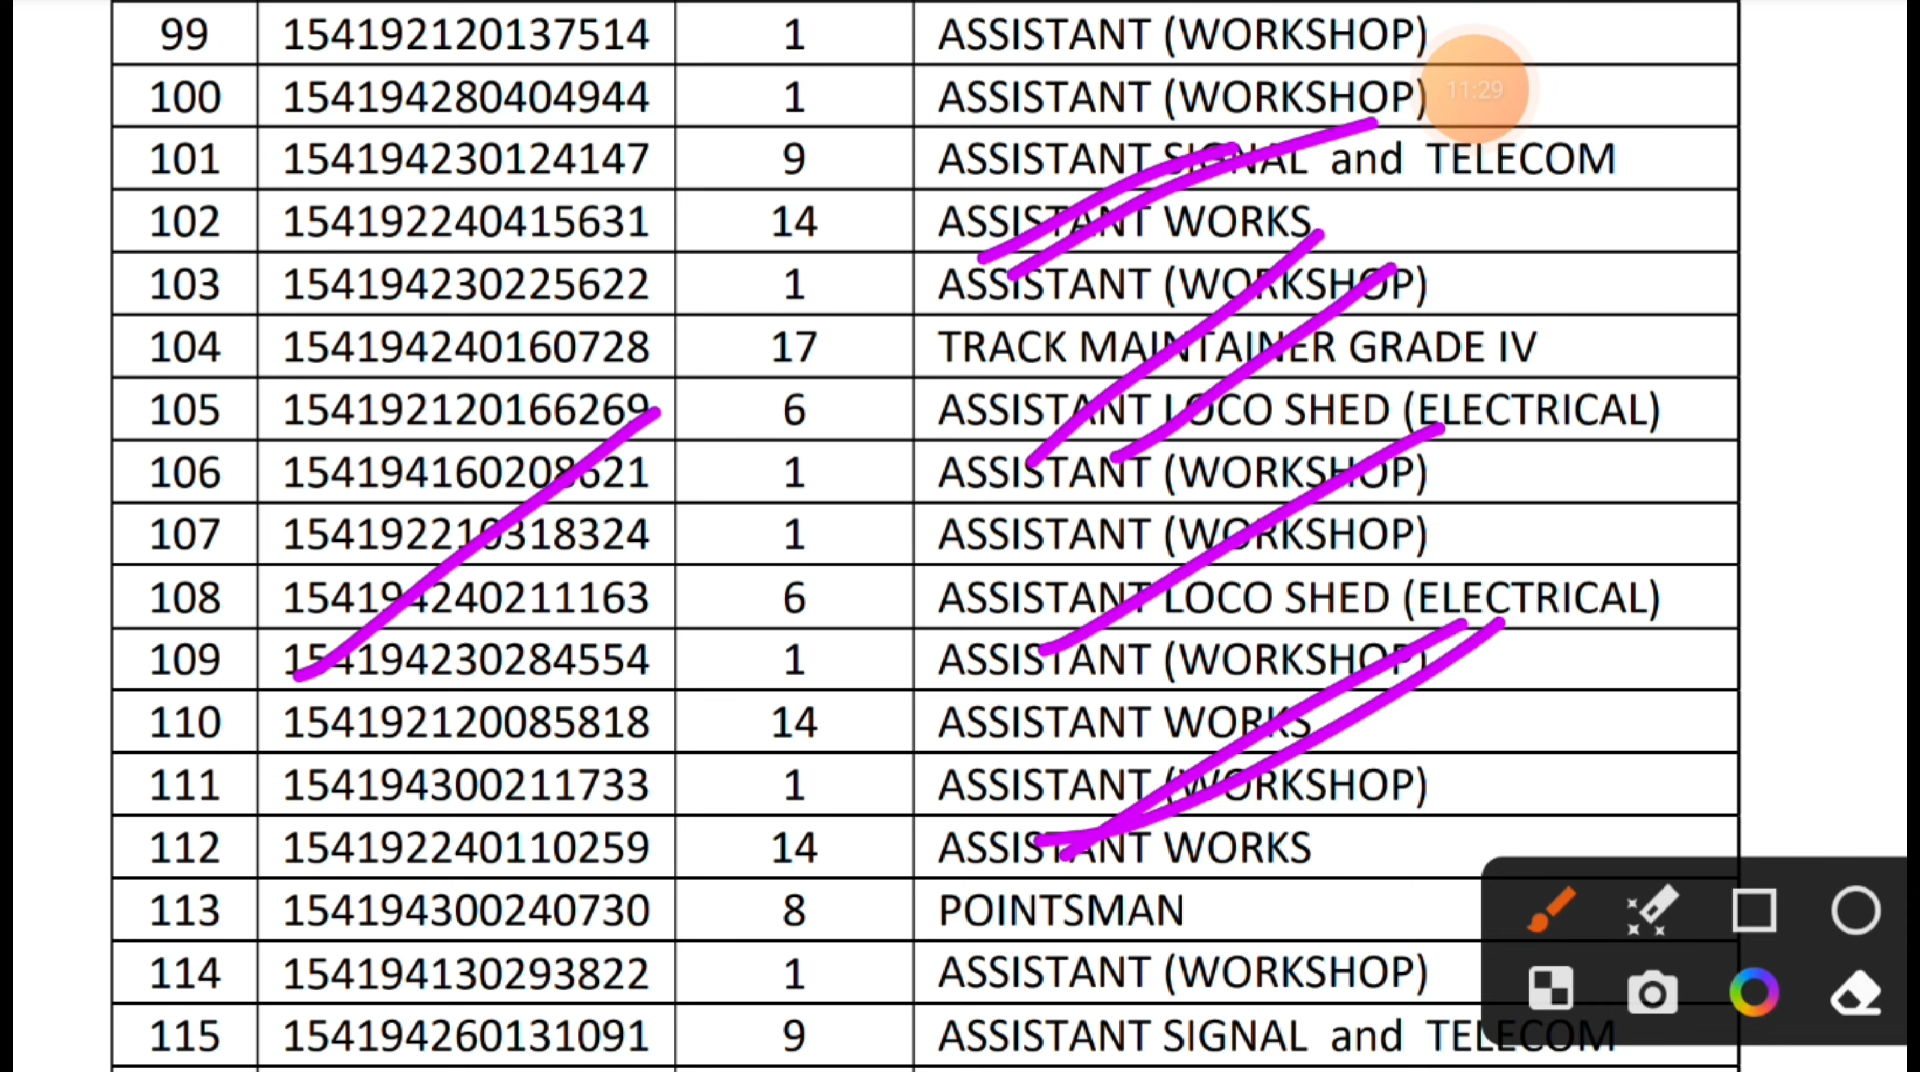 99 154192120137514 1 ASSISTANT (WORKSHOP)
11:29
100 154194280404944 1 ASSISTANT (WORKSHOP)
101 154194230124147 9 ASSISTANT SIGNAL and TELECOM
102 154192240415631 14 ASSISTANT WORKS
103 154194230225622 1 ASSISTANT (WORKSHOP)
104 154194240160728 17 TRACK MAINTAINER GRADE IV
105 154192120166269 6 ASSISTANT LOCO SHED (ELECTRICAL)
106 154194160208621 1 ASSISTANT (WORKSHOP)
107 154192210318324 1 ASSISTANT (WORKSHOP)
108 154194240211163 6 ASSISTANT LOCO SHED (ELECTRICAL)
109 154194230284554 1 ASSISTANT (WORKSHOP)
110 154192120085818 14 ASSISTANT WORKS
111 154194300211733 1 ASSISTANT (WORKSHOP)
112 154192240110259 14 ASSISTANT WORKS
113 154194300240730 8 POINTSMAN
114 154194130293822 1 ASSISTANT (WORKSHOP)
115 154194260131091 9 ASSISTANT SIGNAL and TELECOM